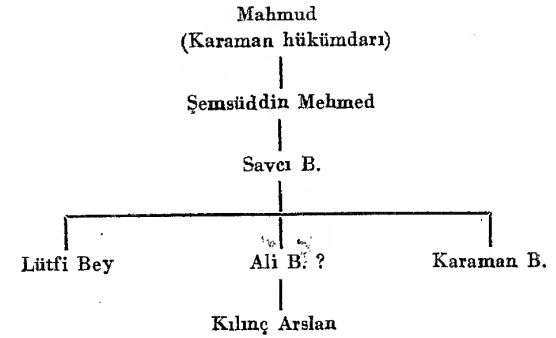 Mahmud
(Karaman hükümdarı)
Şemsüddin Mehmed
Savcı B.
Lütfi Bey
Ali B. ?
Karaman B.
Kılınç Arslan